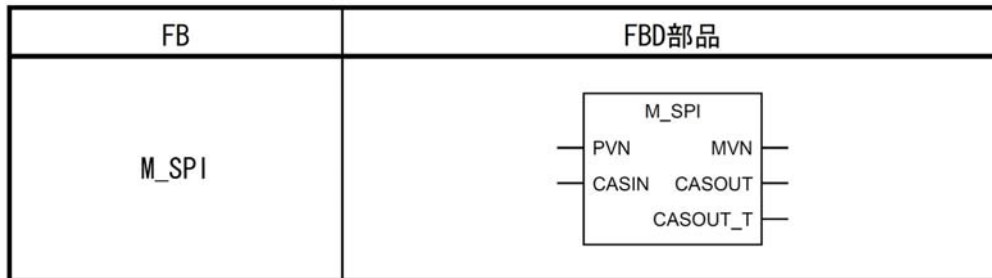 FB FBD部品
M_SPI
M_SPI
PVN MVN
CASIN CASOUT
CASOUT_T